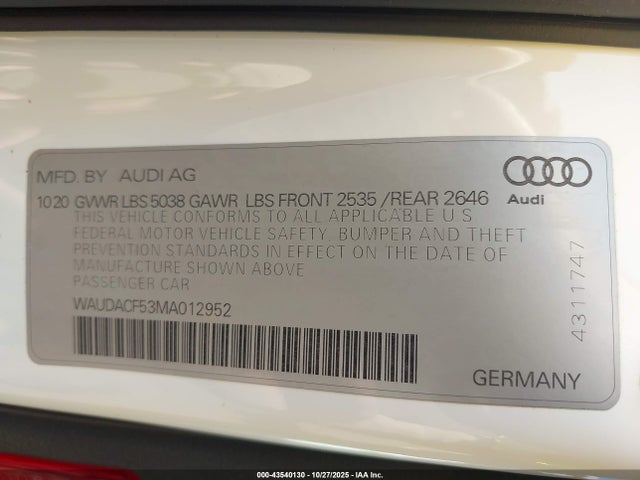 MFD. BY AUDI AG
10 20 GVWR LBS 5038 GAWR LBS FRONT 2535 /REAR 2646
Audi
THIS VEHICLE CONFORMS TO ALL APPLICABLE U.S
FEDERAL MOTOR VEHICLE SAFETY, BUMPER AND THEFT
PREVENTION STANDARDS IN EFFECT ON THE DATE OF
MANUFACTURE SHOWN ABOVE
PASSENGER CAR
WAUDACF53MA012952
4311747
GERMANY
000-43540130 - 10/27/2025 - IAA Inc.